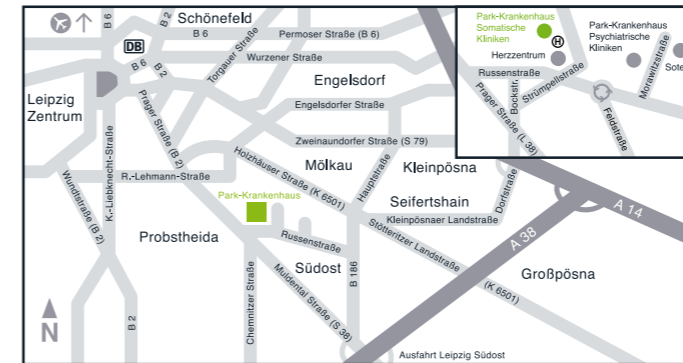 B 6
B 2
Schönefeld
B 6
Permoser Straße (B 6)
DB
B 6
B 2
Torgauer Straße
Wurzener Straße
Engelsdorf
Leipzig
Zentrum
Prager Straße (B 2)
Engelsdorfer Straße
Zweinaundorfer Straße (S 79)
K.-Liebknecht-Straße
Wundtstraße (B 2)
R.-Lehmann-Straße
Holzhäuser Straße (K 6501)
Mölkau
Hauptstraße
Kleinpösna
Seifertshain
Dorfstraße
Kleinpösnaer Landstraße
Park-Krankenhaus
Probstheida
Russenstraße
Südost
Stötteritzer Landstraße
(K 6501)
A 38
A 14
Großpösna
B 186
Chemnitzer Straße
Muldental Straße (S 38)
B 2
N
Ausfahrt Leipzig Südost
Park-Krankenhaus
Somatische
Kliniken
H
Herzzentrum
Park-Krankenhaus
Psychiatrische
Kliniken
Russenstraße
Bockstr.
Strümpellstraße
Prager Straße (L 38)
Feldstraße
Morawitzstraße
Sote